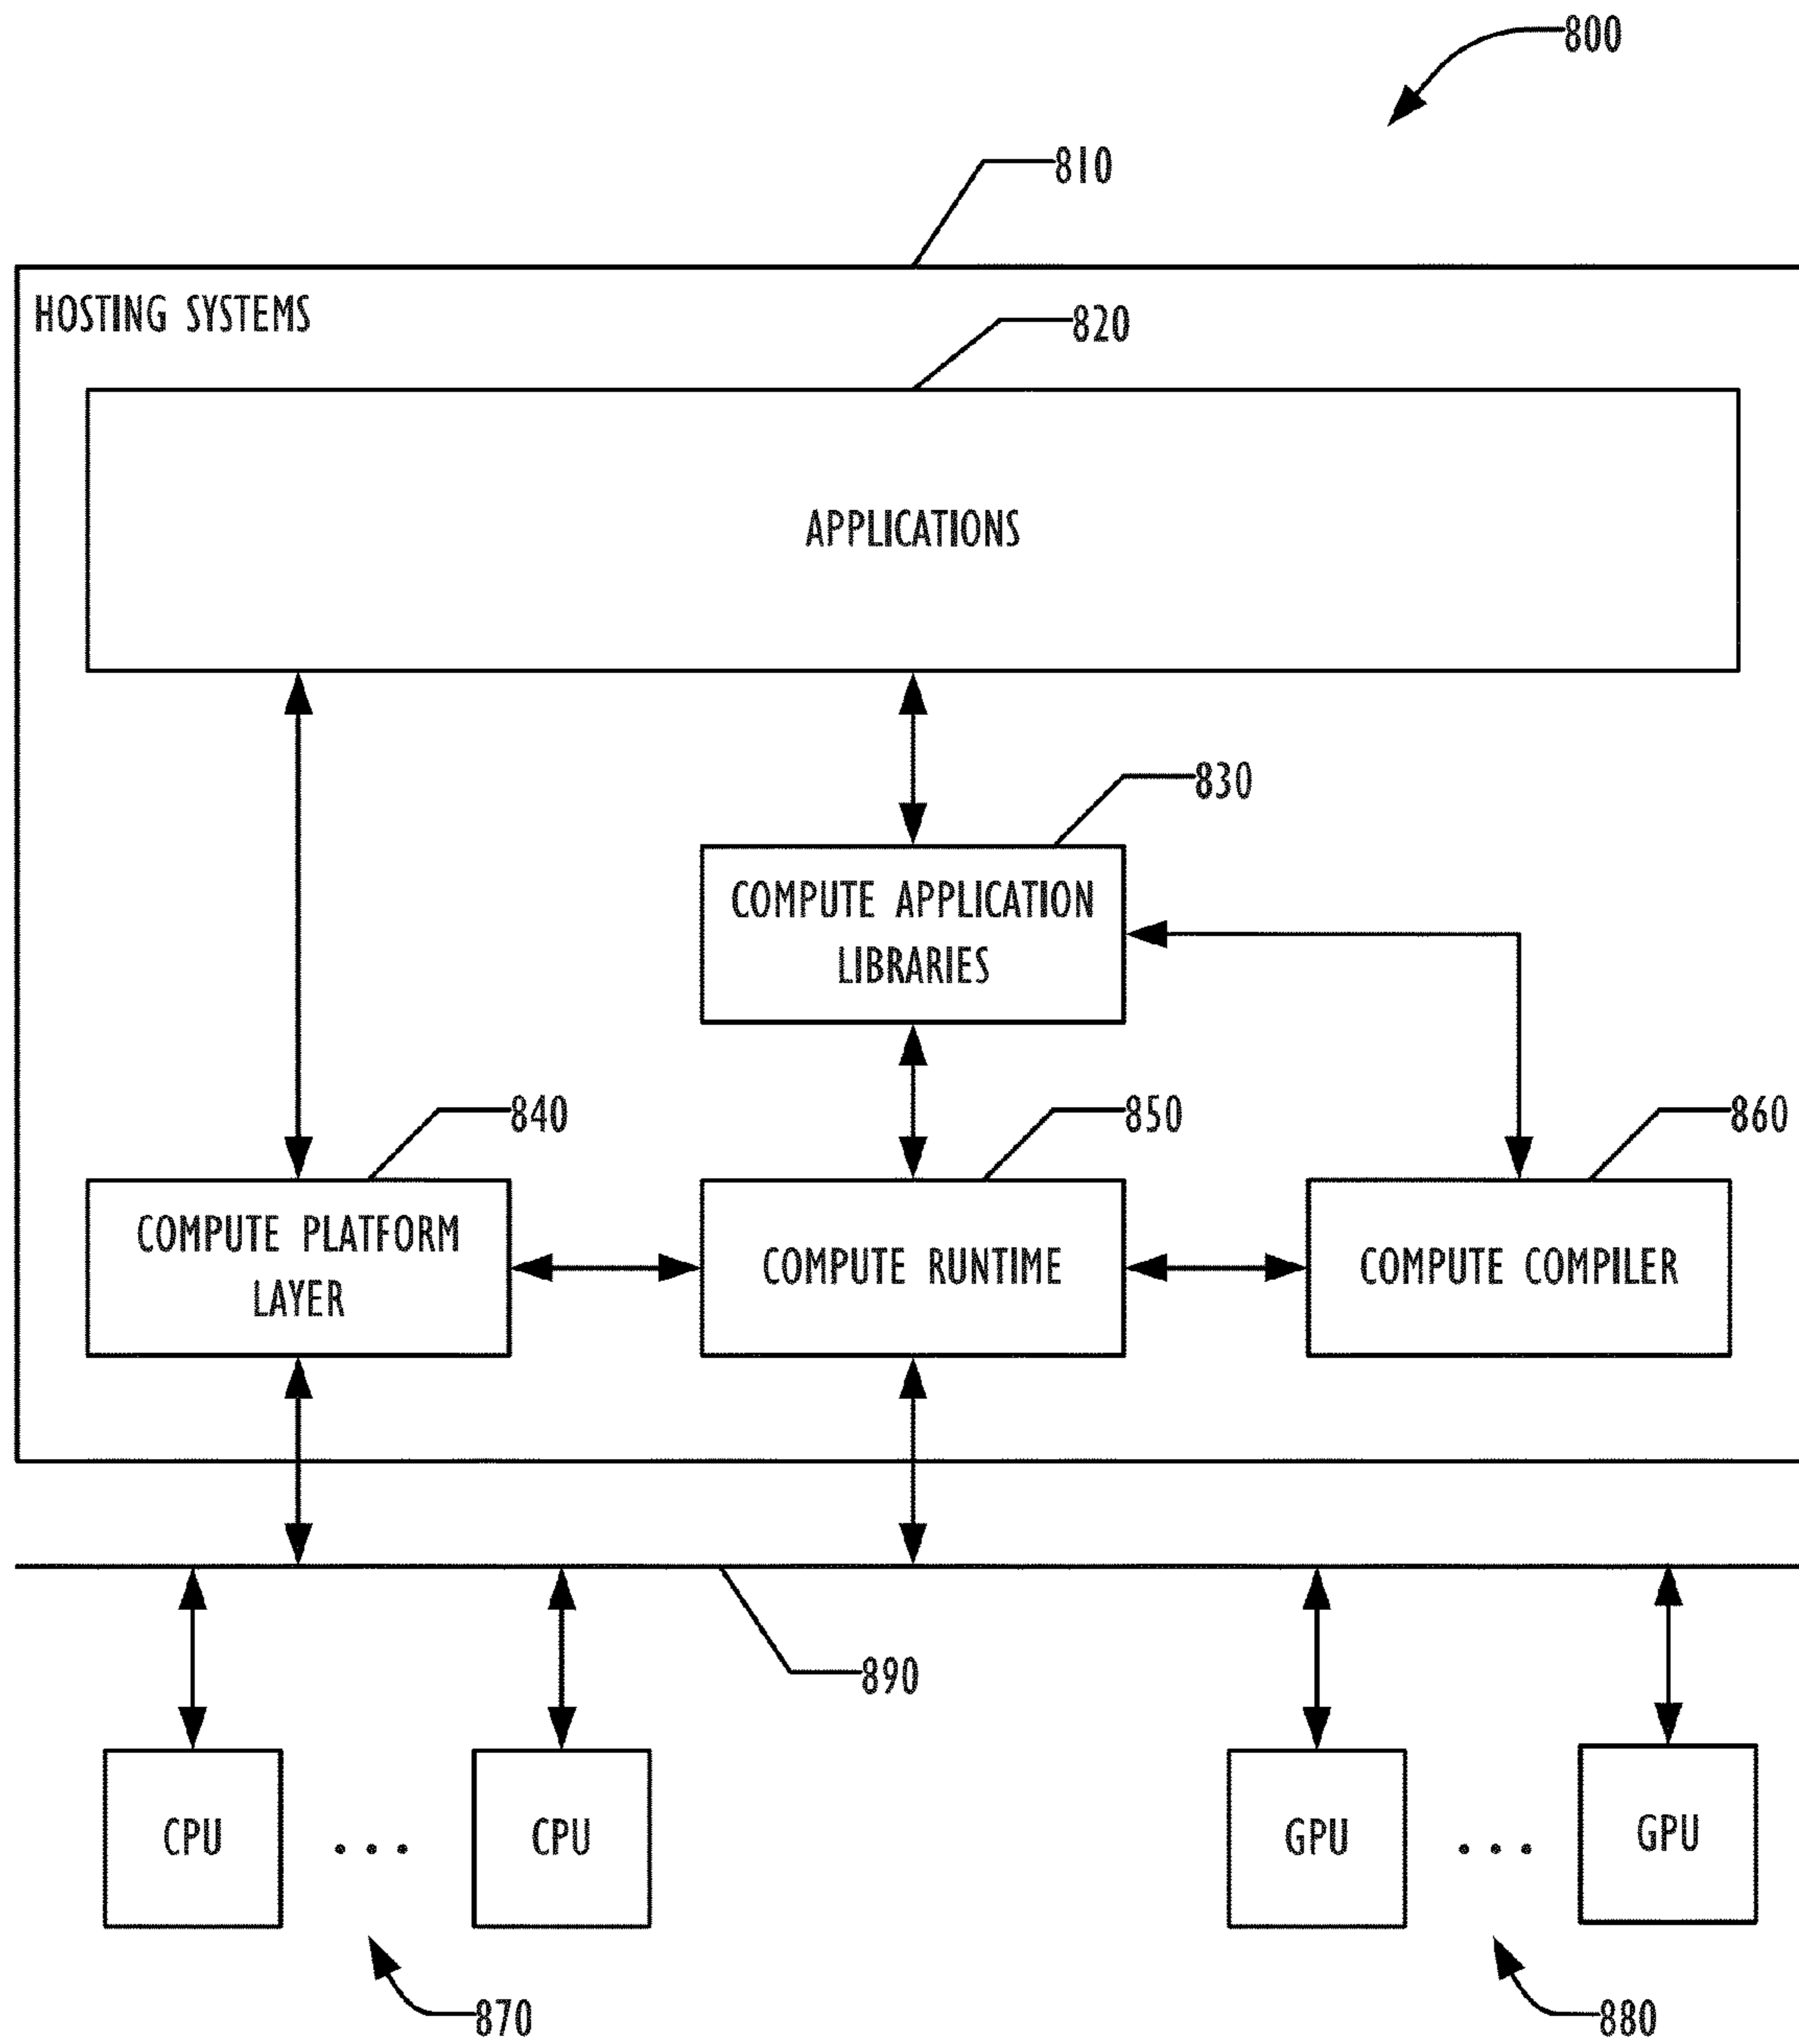 800
810
HOSTING SYSTEMS
820
APPLICATIONS
830
COMPUTE APPLICATION
LIBRARIES
840
850
860
COMPUTE PLATFORM
LAYER
COMPUTE RUNTIME
COMPUTE COMPILER
890
CPU
...
CPU
GPU
...
GPU
870
880